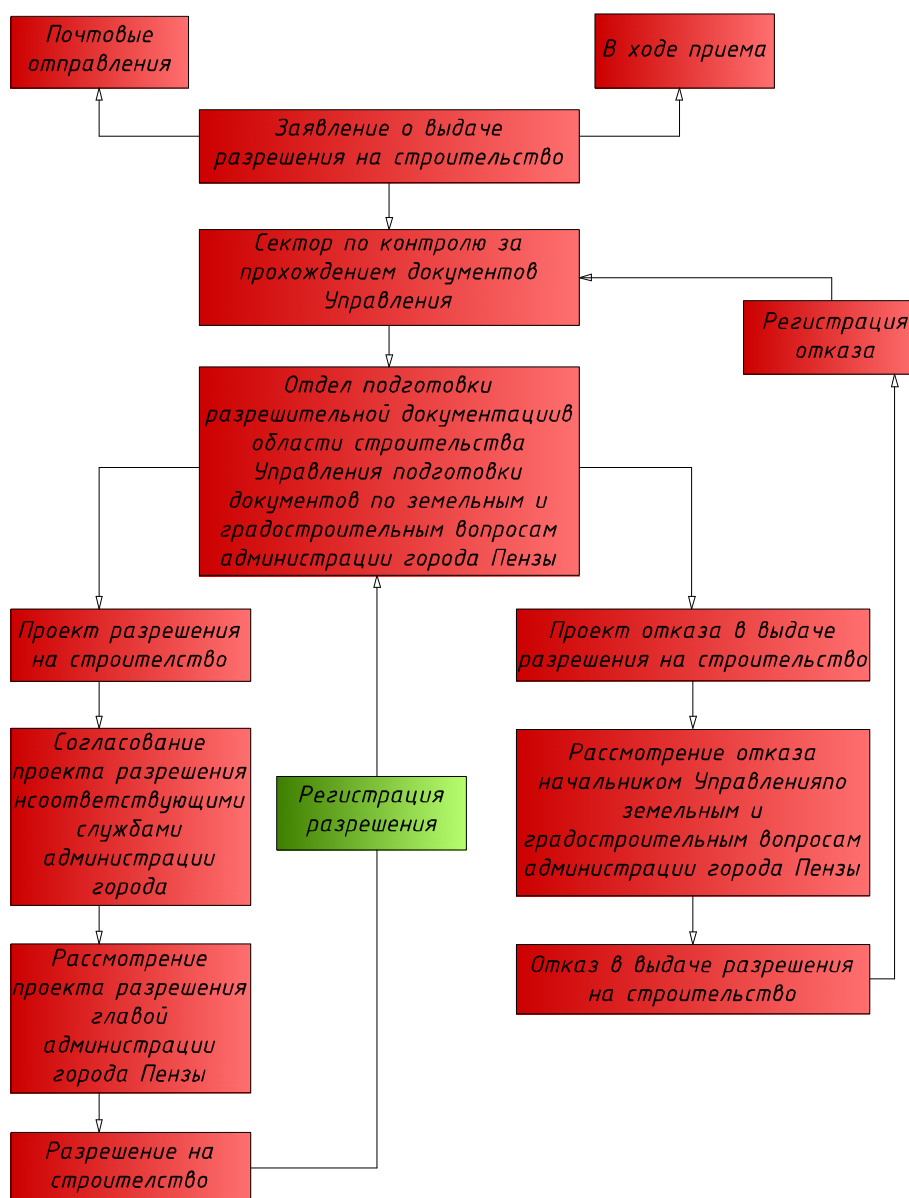 Почтовые
отправления
В ходе приема
Заявление о выдаче
разрешения на строительство
Сектор по контролю за
прохождением документов
Управления
Регистрация
отказа
Отдел подготовки
разрешительной документациив
области строительства
Управления подготовки
документов по земельным и
градостроительным вопросам
администрации города Пензы
Проект разрешения
на строителство
Проект отказа в выдаче
разрешения на строительство
Согласование
проекта разрешения
нсоответствующими
службами
администрации
города
Рассмотрение отказа
начальником Управленияпо
земельным и
градостроительным вопросам
администрации города Пензы
Регистрация
разрешения
Рассмотрение
проекта разрешения
главой
администрации
города Пензы
Отказ в выдаче разрешения
на строительство
Разрешение на
строителство